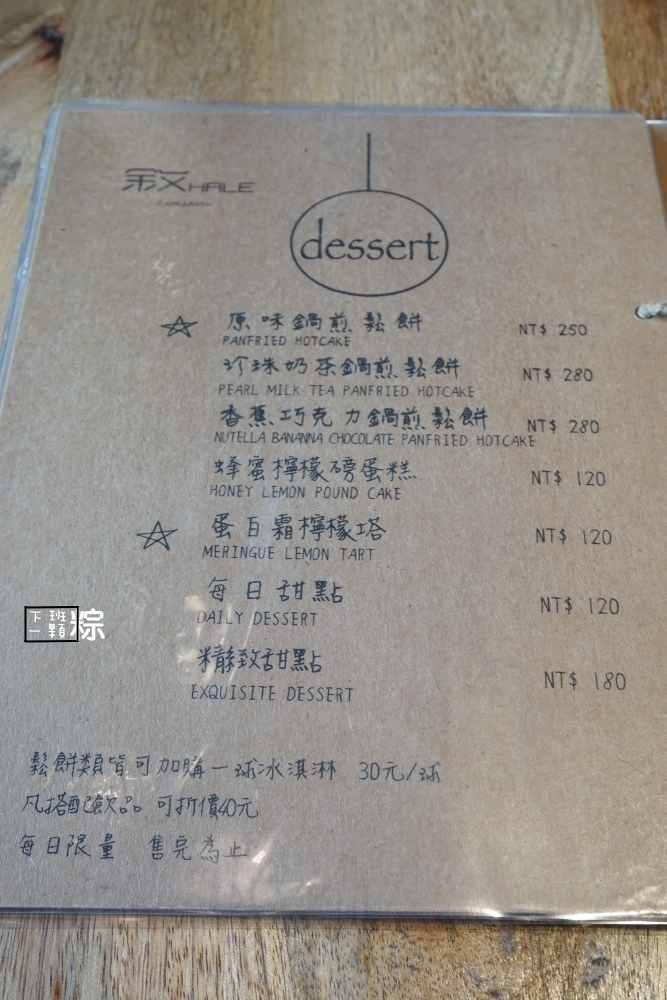 敘HALE
dessert
☆ 原味鍋煎鬆餅 NT$ 250
PANFRIED HOTCAKE
珍珠奶茶鍋煎鬆餅 NT$ 280
PEARL MILK TEA PANFRIED HOTCAKE
香蕉巧克力鍋煎鬆餅 NT$ 280
NUTELLA BANANNA CHOCOLATE PANFRIED HOTCAKE
蜂蜜檸檬磅蛋糕 NT$ 120
HONEY LEMON POUND CAKE
☆ 蛋白霜檸檬塔 NT$ 120
MERINGUE LEMON TART
每日甜點 NT$ 120
DAILY DESSERT
精緻甜點 NT$ 180
EXQUISITE DESSERT
鬆餅類皆可加購一球冰淇淋 30元/球
凡搭配飲品 可折價40元
每日限量 售完為止
下班一顆粽